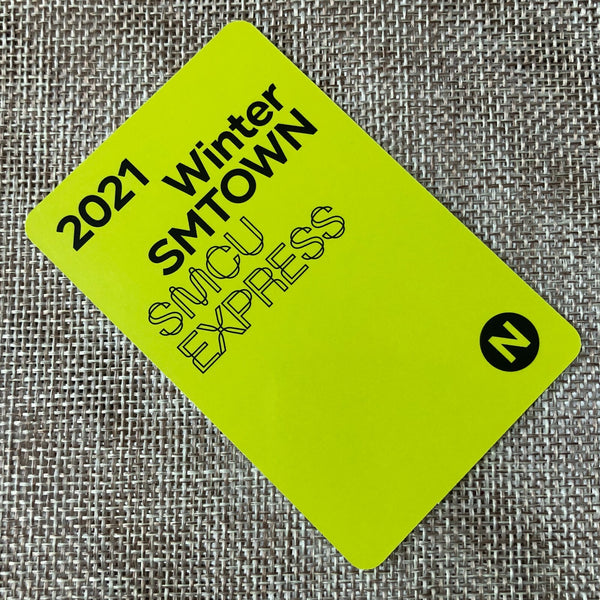 2021 Winter
SMTOWN
SMCU
EXPRESS
N